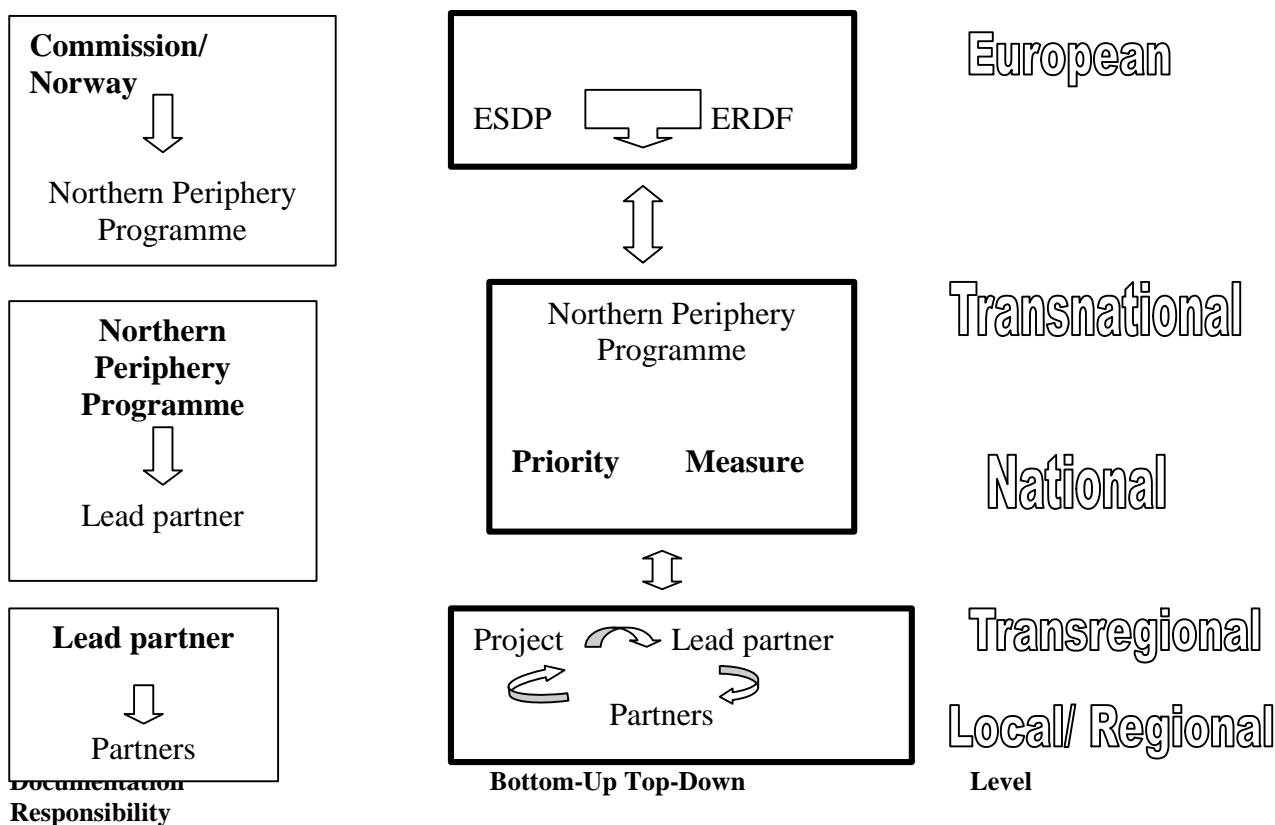 Commission/
Norway
Northern Periphery
Programme
Northern
Periphery
Programme
Lead partner
Lead partner
Partners
Documentation
Responsibility
ESDP ERDF
Northern Periphery
Programme
Priority Measure
Project Lead partner
Partners
Bottom-Up Top-Down
European
Transnational
National
Transregional
Local/ Regional
Level